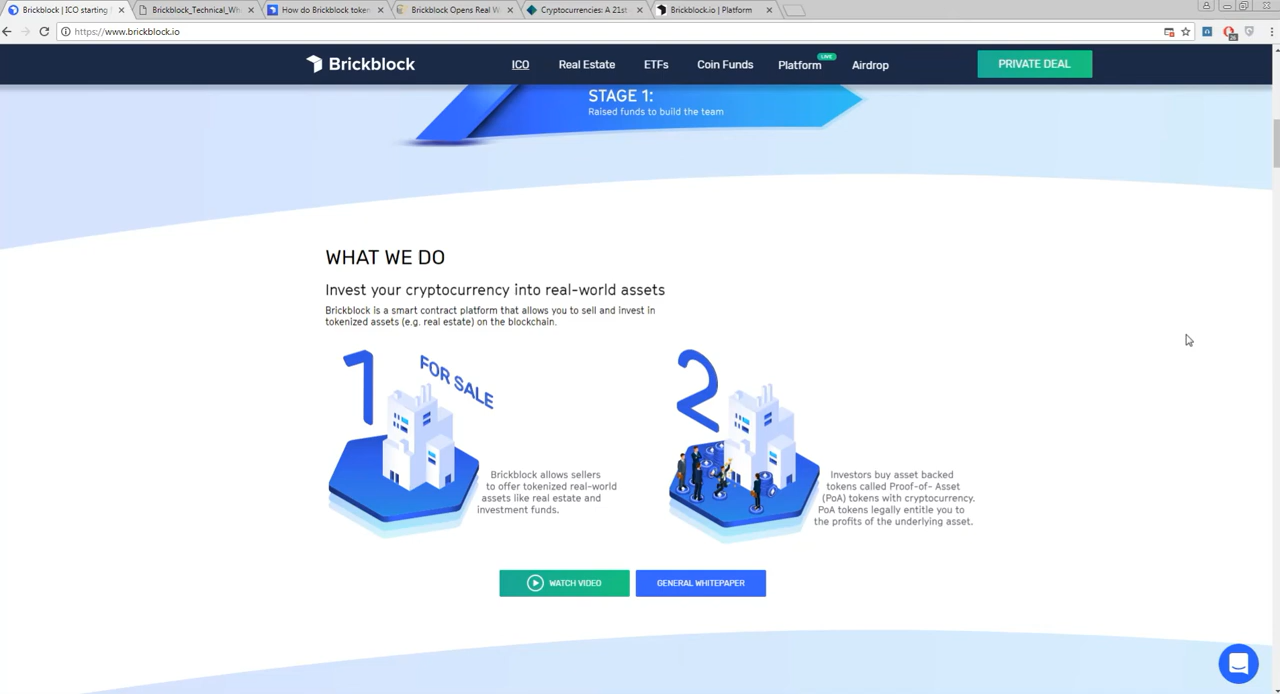 Brickblock | ICO starting
Brickblock_Technical_Wh
How do Brickblock token
Brickblock Opens Real W
Cryptocurrencies: A 21st
Brickblock.io | Platform
https://www.brickblock.io
Brickblock
ICO
Real Estate
ETFs
Coin Funds
Platform
LIVE
Airdrop
PRIVATE DEAL
STAGE 1:
Raised funds to build the team
WHAT WE DO
Invest your cryptocurrency into real-world assets
Brickblock is a smart contract platform that allows you to sell and invest in
tokenized assets (e.g. real estate) on the blockchain.
1
FOR SALE
Brickblock allows sellers
to offer tokenized real-world
assets like real estate and
investment funds.
2
Investors buy asset backed
tokens called Proof-of- Asset
(PoA) tokens with cryptocurrency.
PoA tokens legally entitle you to
the profits of the underlying asset.
WATCH VIDEO
GENERAL WHITEPAPER